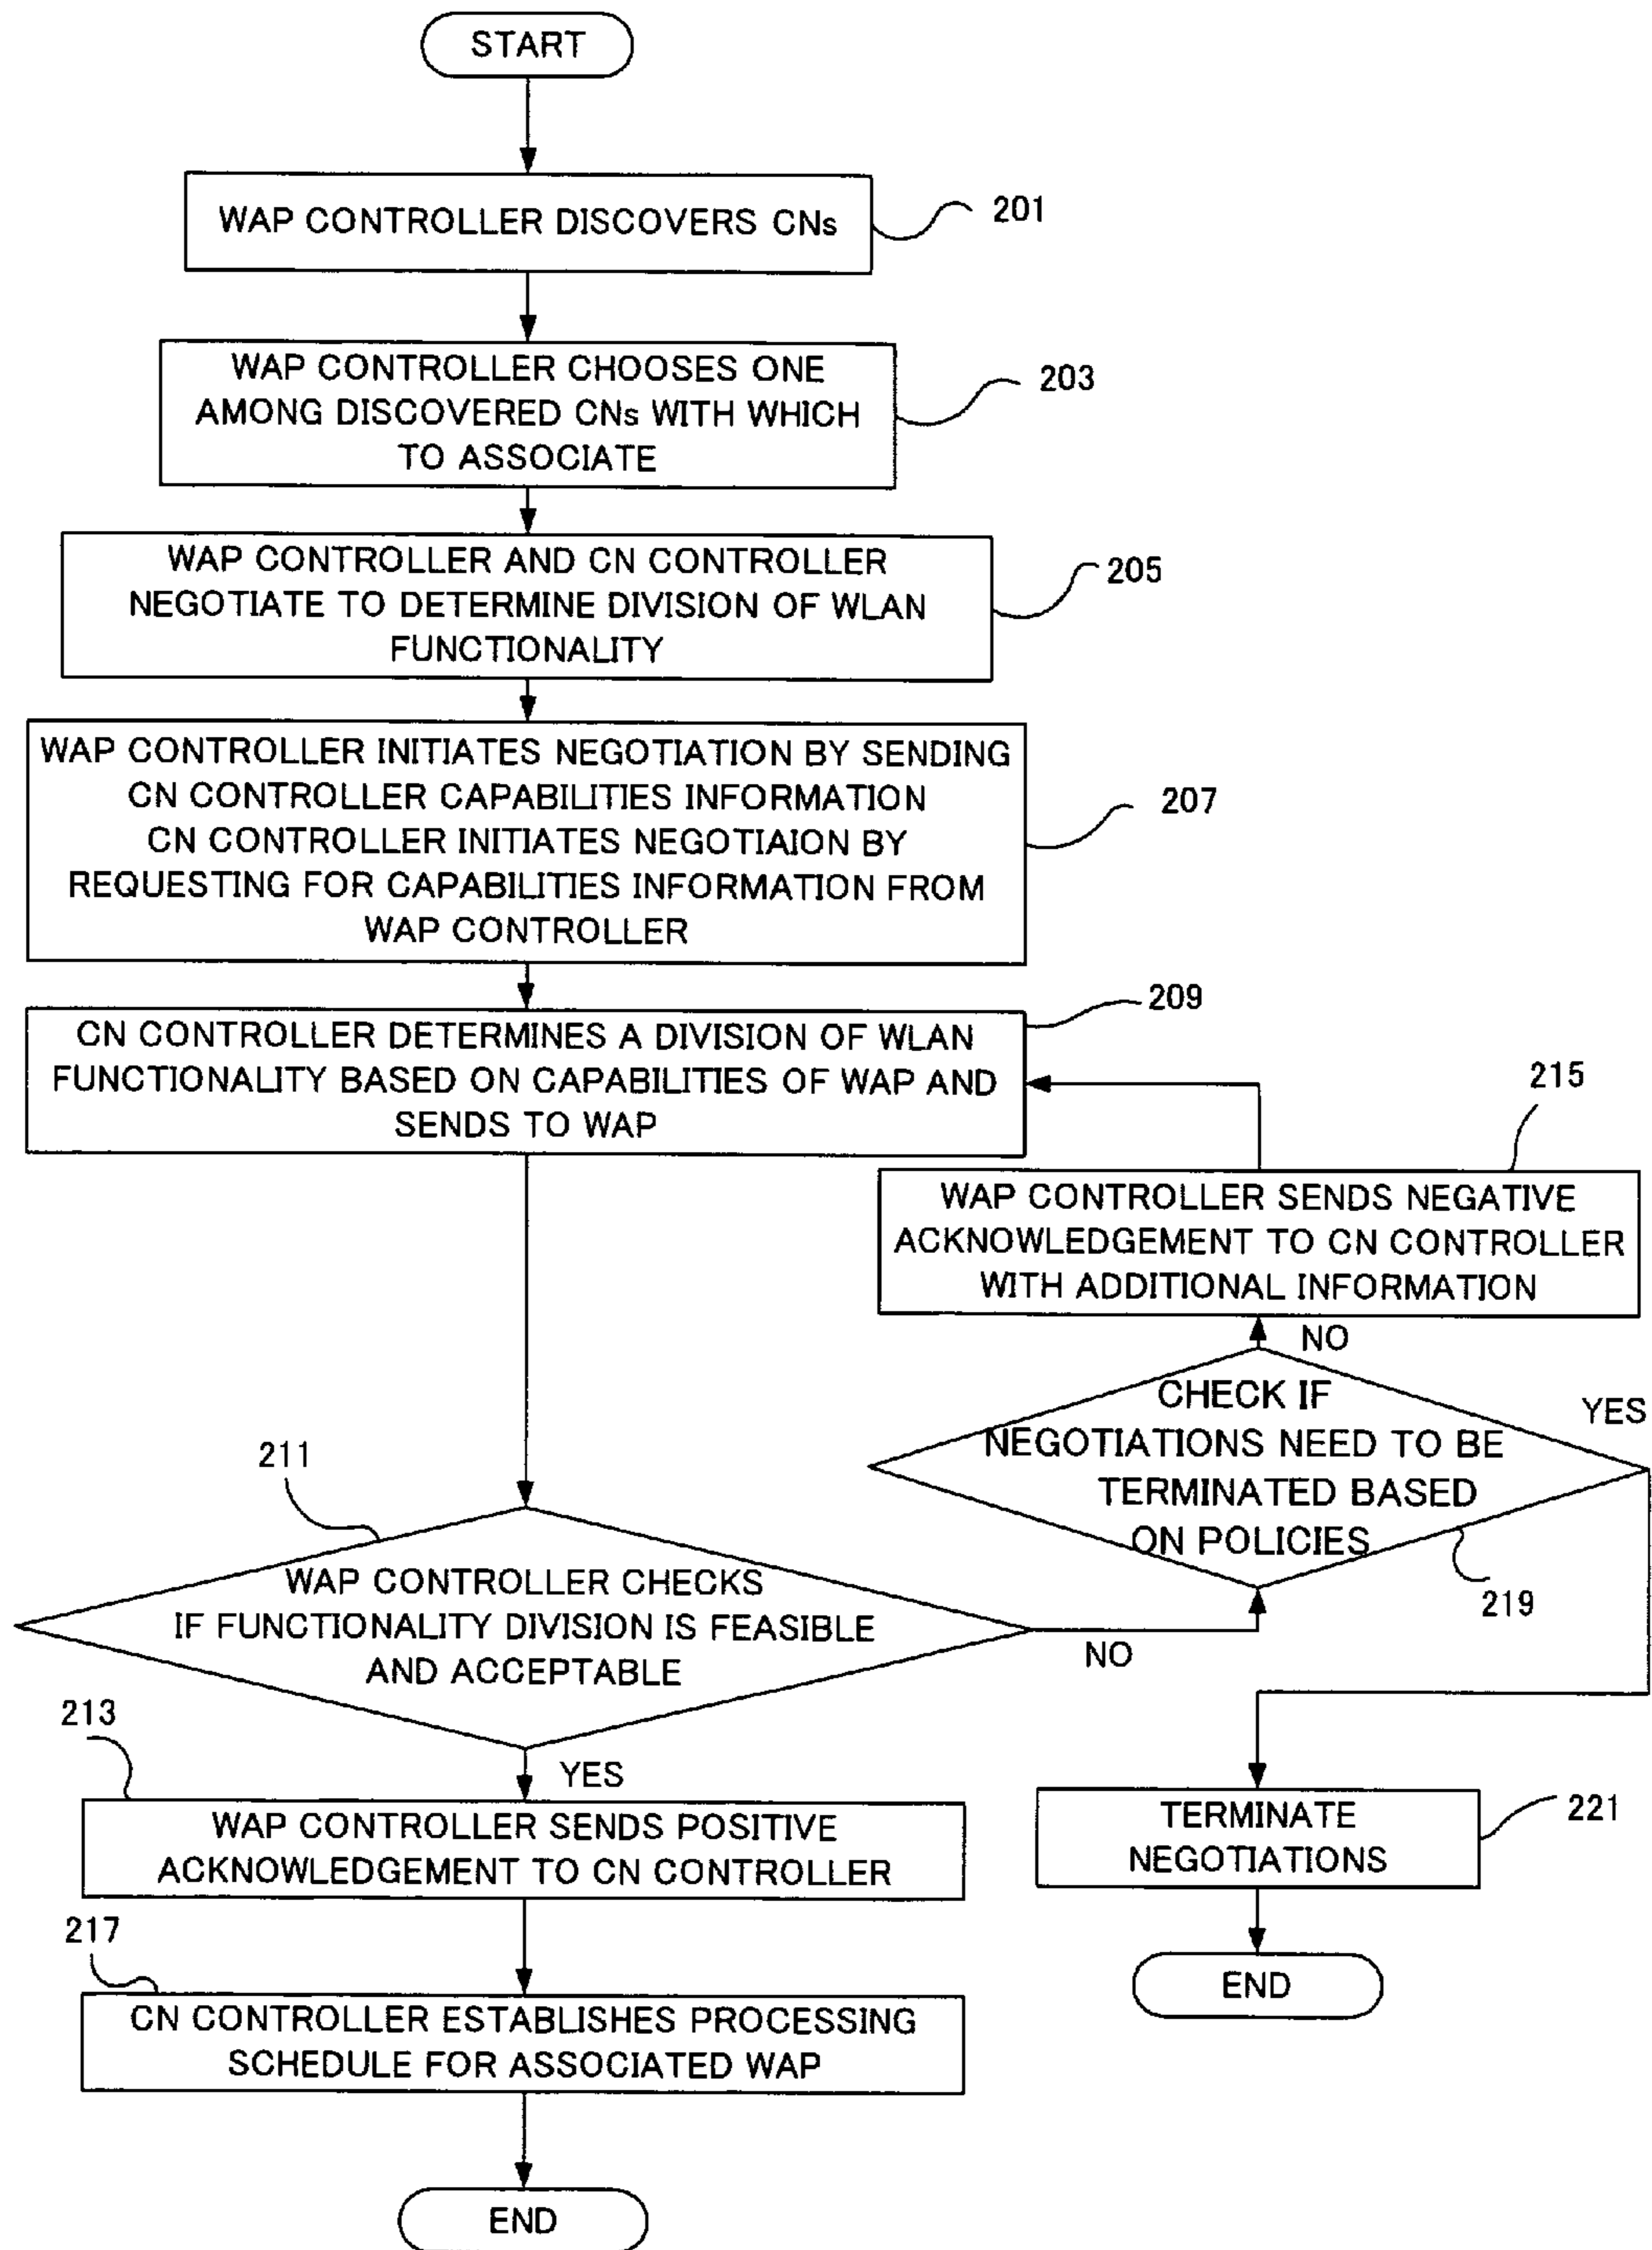 START
WAP CONTROLLER DISCOVERS CNs
201
WAP CONTROLLER CHOOSES ONE
AMONG DISCOVERED CNs WITH WHICH
TO ASSOCIATE
203
WAP CONTROLLER AND CN CONTROLLER
NEGOTIATE TO DETERMINE DIVISION OF WLAN
FUNCTIONALITY
205
WAP CONTROLLER INITIATES NEGOTIATION BY SENDING
CN CONTROLLER CAPABILITIES INFORMATION
CN CONTROLLER INITIATES NEGOTIAION BY
REQUESTING FOR CAPABILITIES INFORMATION FROM
WAP CONTROLLER
207
CN CONTROLLER DETERMINES A DIVISION OF WLAN
FUNCTIONALITY BASED ON CAPABILITIES OF WAP AND
SENDS TO WAP
209
215
WAP CONTROLLER SENDS NEGATIVE
ACKNOWLEDGEMENT TO CN CONTROLLER
WITH ADDITIONAL INFORMATION
NO
CHECK IF
NEGOTIATIONS NEED TO BE
TERMINATED BASED
ON POLICIES
YES
219
211
WAP CONTROLLER CHECKS
IF FUNCTIONALITY DIVISION IS FEASIBLE
AND ACCEPTABLE
NO
YES
213
WAP CONTROLLER SENDS POSITIVE
ACKNOWLEDGEMENT TO CN CONTROLLER
TERMINATE
NEGOTIATIONS
221
217
CN CONTROLLER ESTABLISHES PROCESSING
SCHEDULE FOR ASSOCIATED WAP
END
END